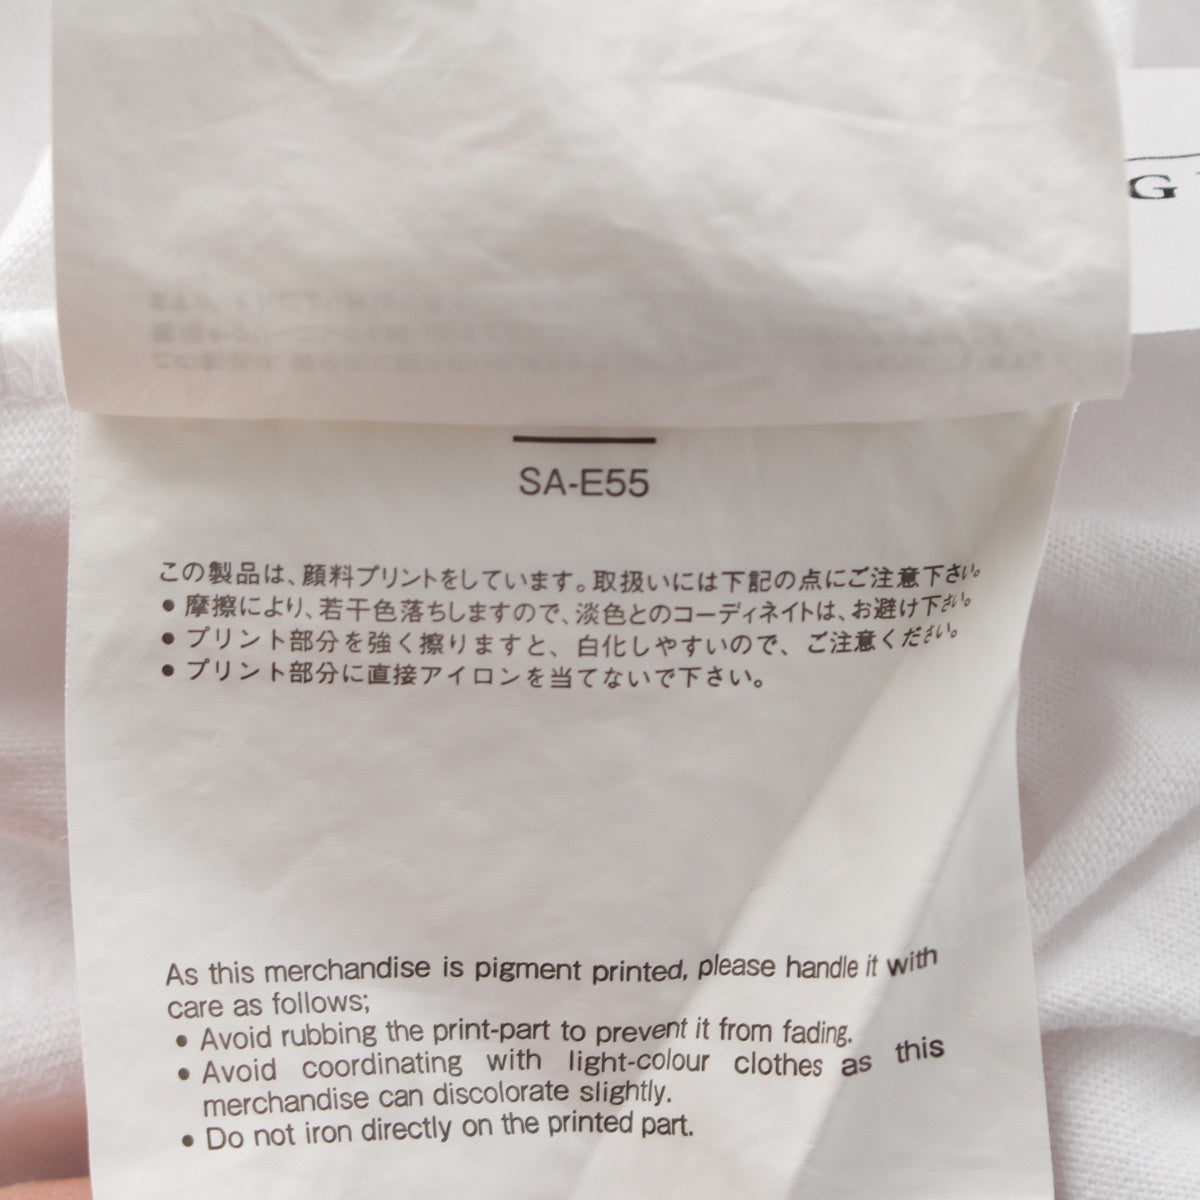 G
SA-E55
この製品は、顔料プリントをしています。取扱いには下記の点にご注意下さい。
● 摩擦により、若干色落ちしますので、淡色とのコーディネイトは、お避け下さい。
● プリント部分を強く擦りますと、白化しやすいので、ご注意ください。
● プリント部分に直接アイロンを当てないで下さい。
As this merchandise is pigment printed, please handle it with
care as follows;
● Avoid rubbing the print-part to prevent it from fading.
● Avoid coordinating with light-colour clothes as this
merchandise can discolorate slightly.
● Do not iron directly on the printed part.